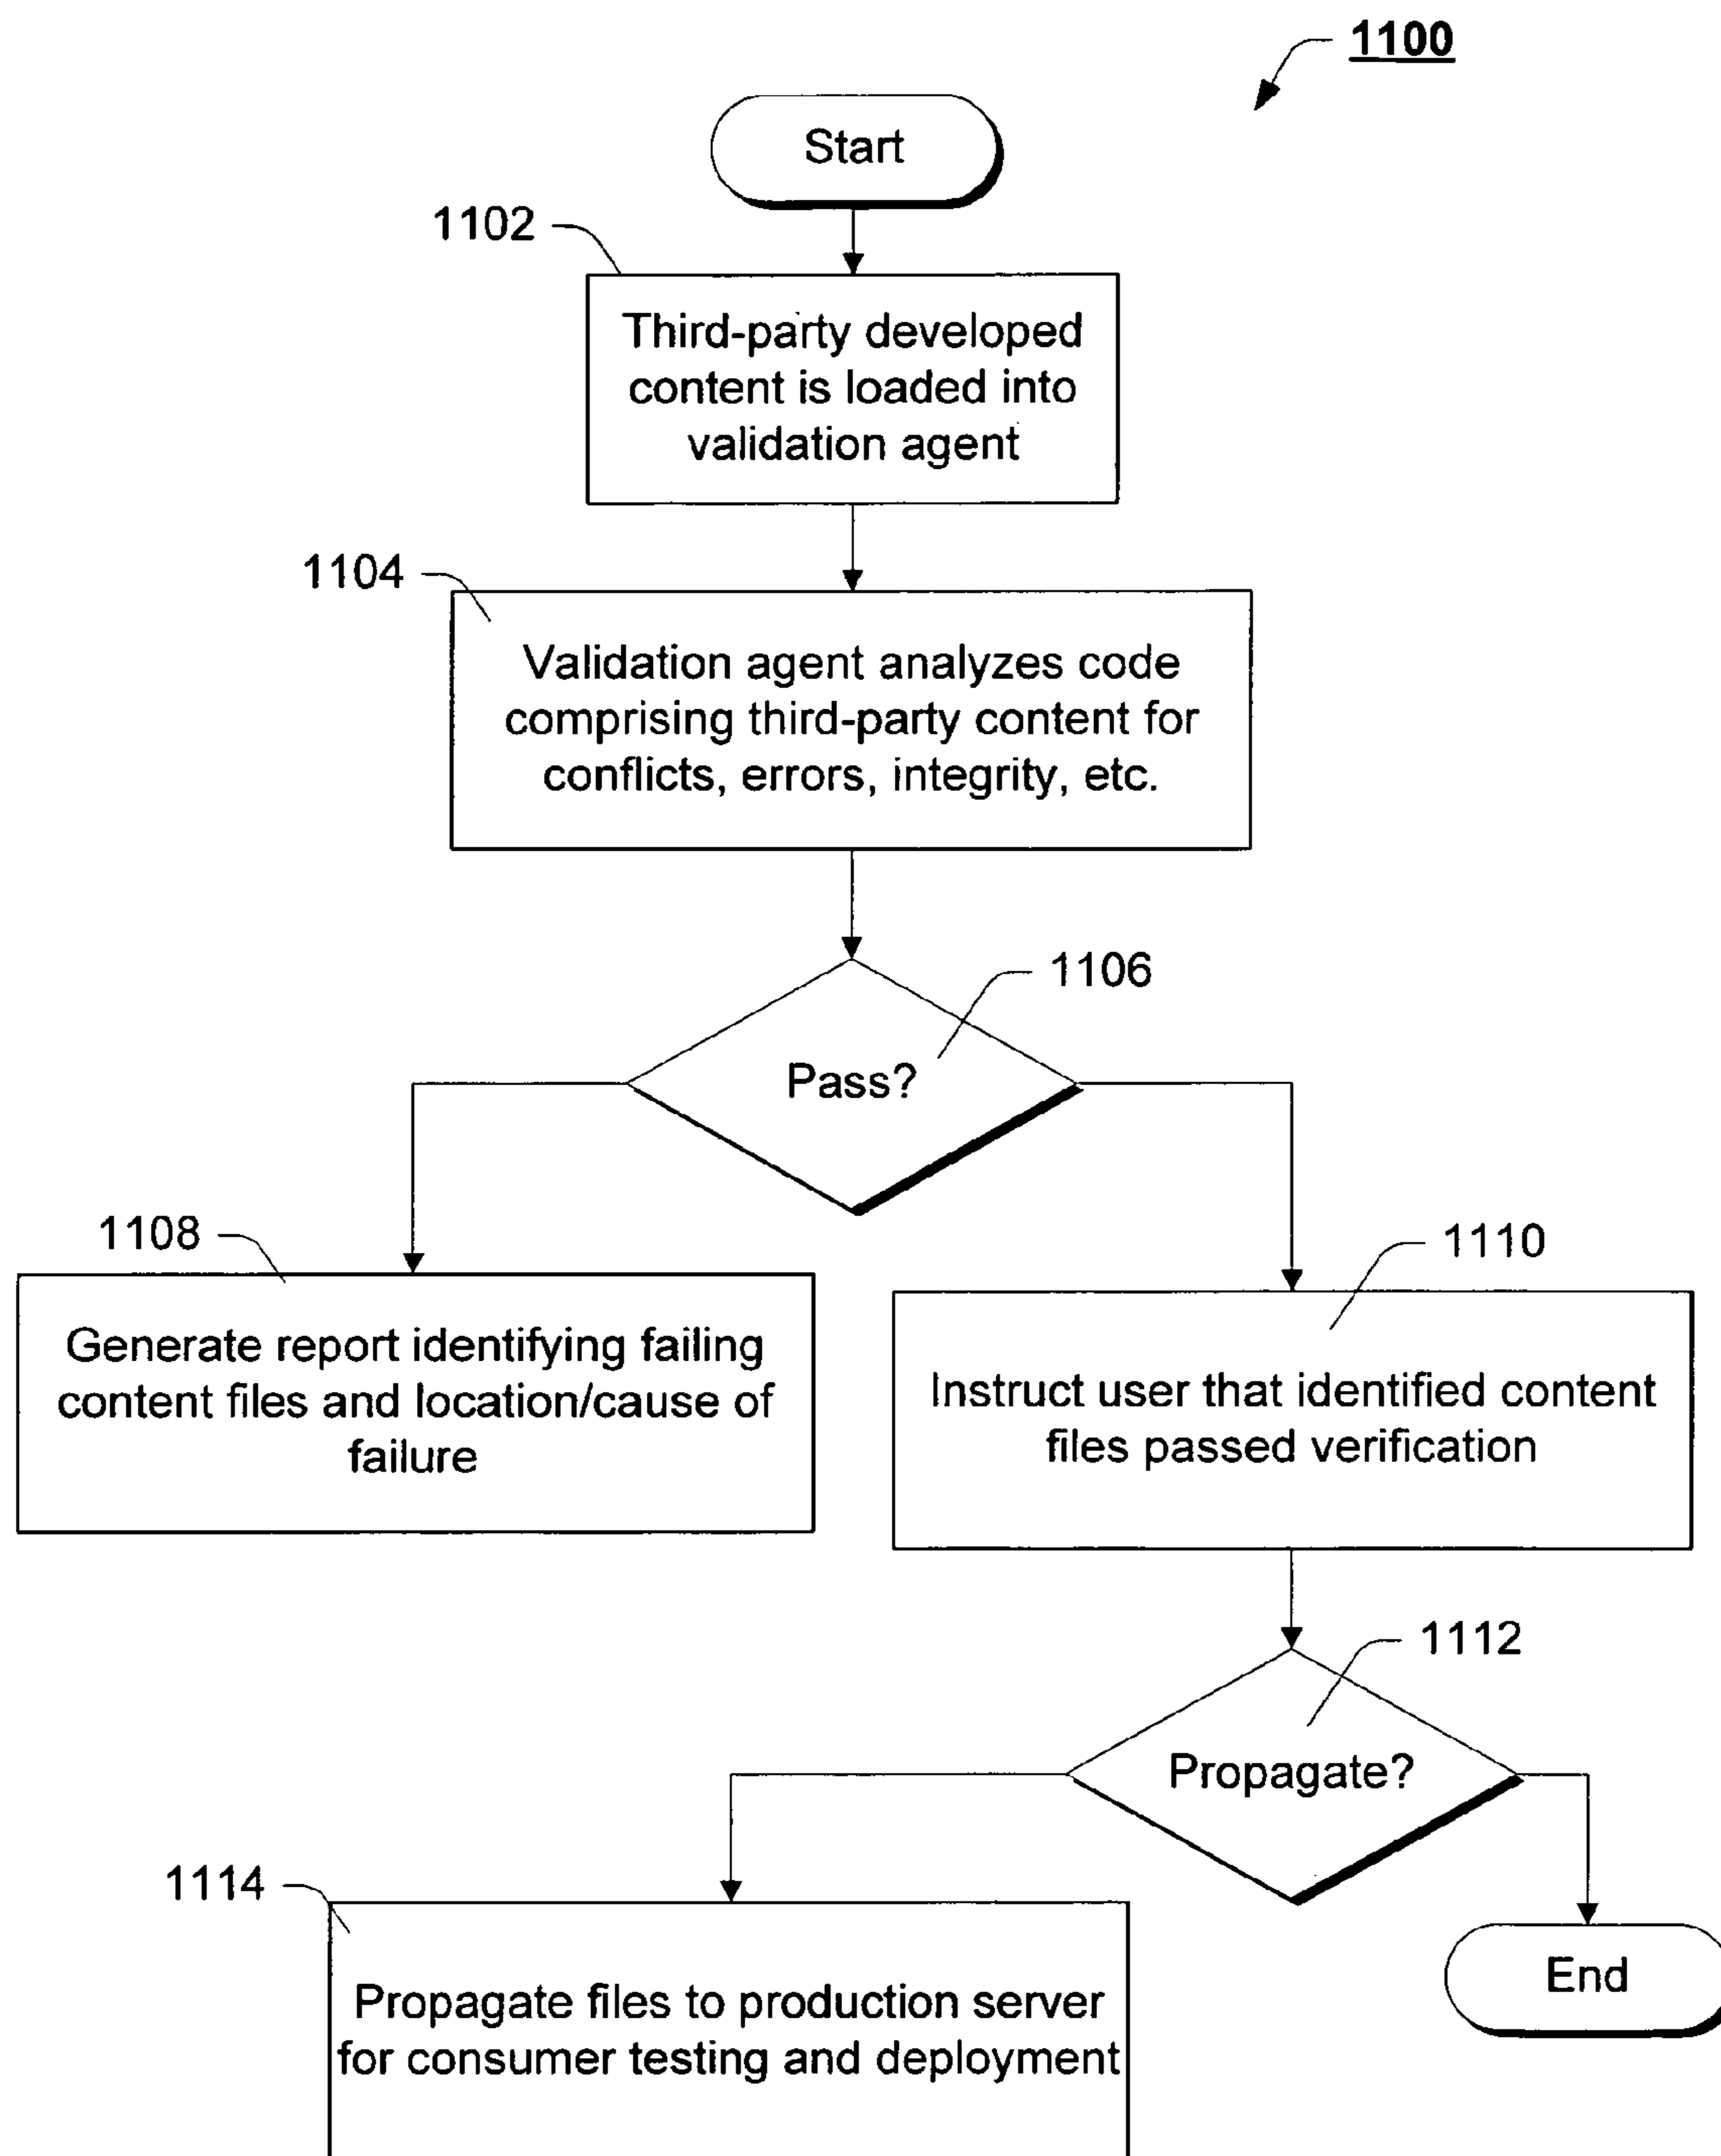 1100
Start
1102
Third-party developed
content is loaded into
validation agent
1104
Validation agent analyzes code
comprising third-party content for
conflicts, errors, integrity, etc.
1106
Pass?
1108
Generate report identifying failing
content files and location/cause of
failure
1110
Instruct user that identified content
files passed verification
1112
Propagate?
1114
Propagate files to production server
for consumer testing and deployment
End